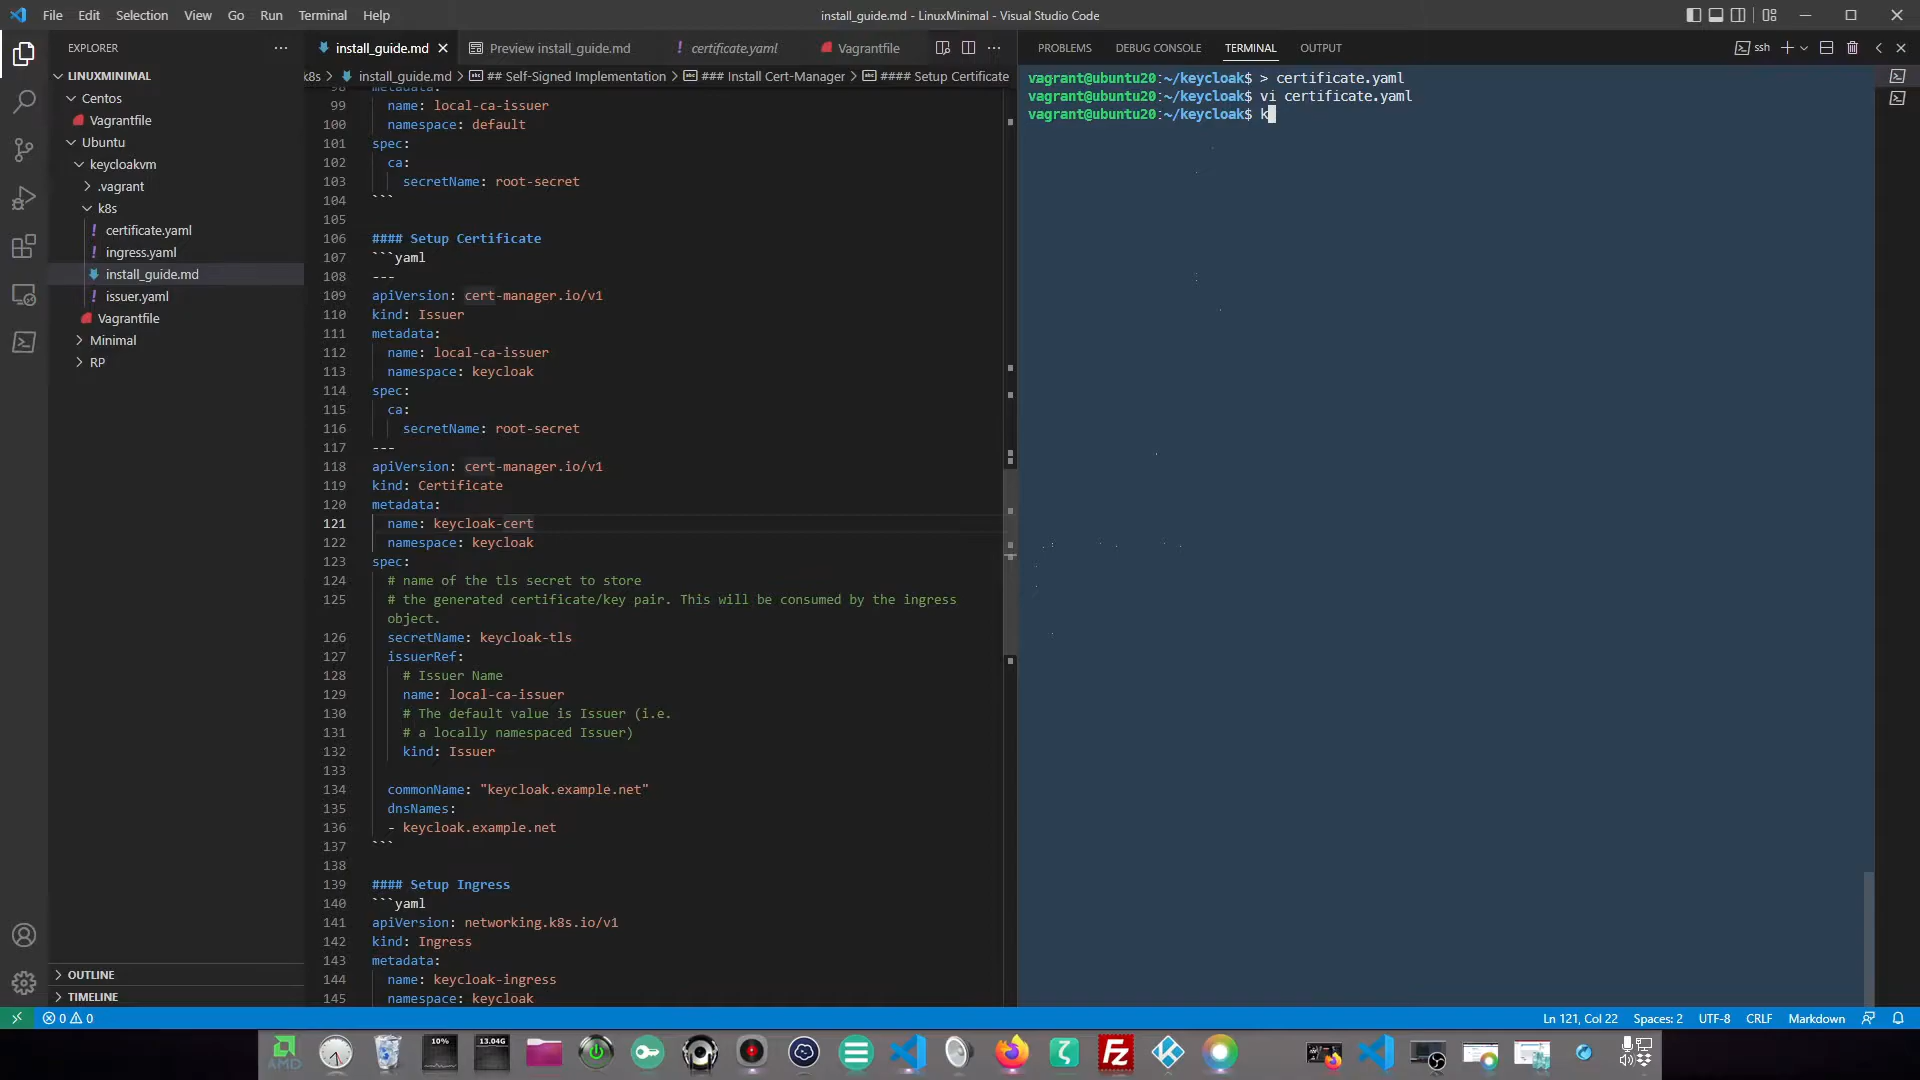 File Edit Selection View Go Run Terminal Help
install_guide.md - LinuxMinimal - Visual Studio Code
EXPLORER
LINUXMINIMAL
Centos
Vagrantfile
Ubuntu
keycloakvm
.vagrant
k8s
certificate.yaml
ingress.yaml
install_guide.md
issuer.yaml
Vagrantfile
Minimal
RP
OUTLINE
TIMELINE
install_guide.md
Preview install_guide.md
certificate.yaml
Vagrantfile
k8s > install_guide.md > ## Self-Signed Implementation > ### Install Cert-Manager > #### Setup Certificate
98 metadata:
99 name: local-ca-issuer
100 namespace: default
101 spec:
102 ca:
103 secretName: root-secret
104 ```
105
106 #### Setup Certificate
107 ```yaml
108 ---
109 apiVersion: cert-manager.io/v1
110 kind: Issuer
111 metadata:
112 name: local-ca-issuer
113 namespace: keycloak
114 spec:
115 ca:
116 secretName: root-secret
117 ---
118 apiVersion: cert-manager.io/v1
119 kind: Certificate
120 metadata:
121 name: keycloak-cert
122 namespace: keycloak
123 spec:
124 # name of the tls secret to store
125 # the generated certificate/key pair. This will be consumed by the ingress
object.
126 secretName: keycloak-tls
127 issuerRef:
128 # Issuer Name
129 name: local-ca-issuer
130 # The default value is Issuer (i.e.
131 # a locally namespaced Issuer)
132 kind: Issuer
133
134 commonName: "keycloak.example.net"
135 dnsNames:
136 - keycloak.example.net
137 ```
138
139 #### Setup Ingress
140 ```yaml
141 apiVersion: networking.k8s.io/v1
142 kind: Ingress
143 metadata:
144 name: keycloak-ingress
145 namespace: keycloak
PROBLEMS DEBUG CONSOLE TERMINAL OUTPUT
ssh
vagrant@ubuntu20:~/keycloak$ > certificate.yaml
vagrant@ubuntu20:~/keycloak$ vi certificate.yaml
vagrant@ubuntu20:~/keycloak$ k
0 0
Ln 121, Col 22 Spaces: 2 UTF-8 CRLF Markdown
AMD
10%
13.04G
FZ